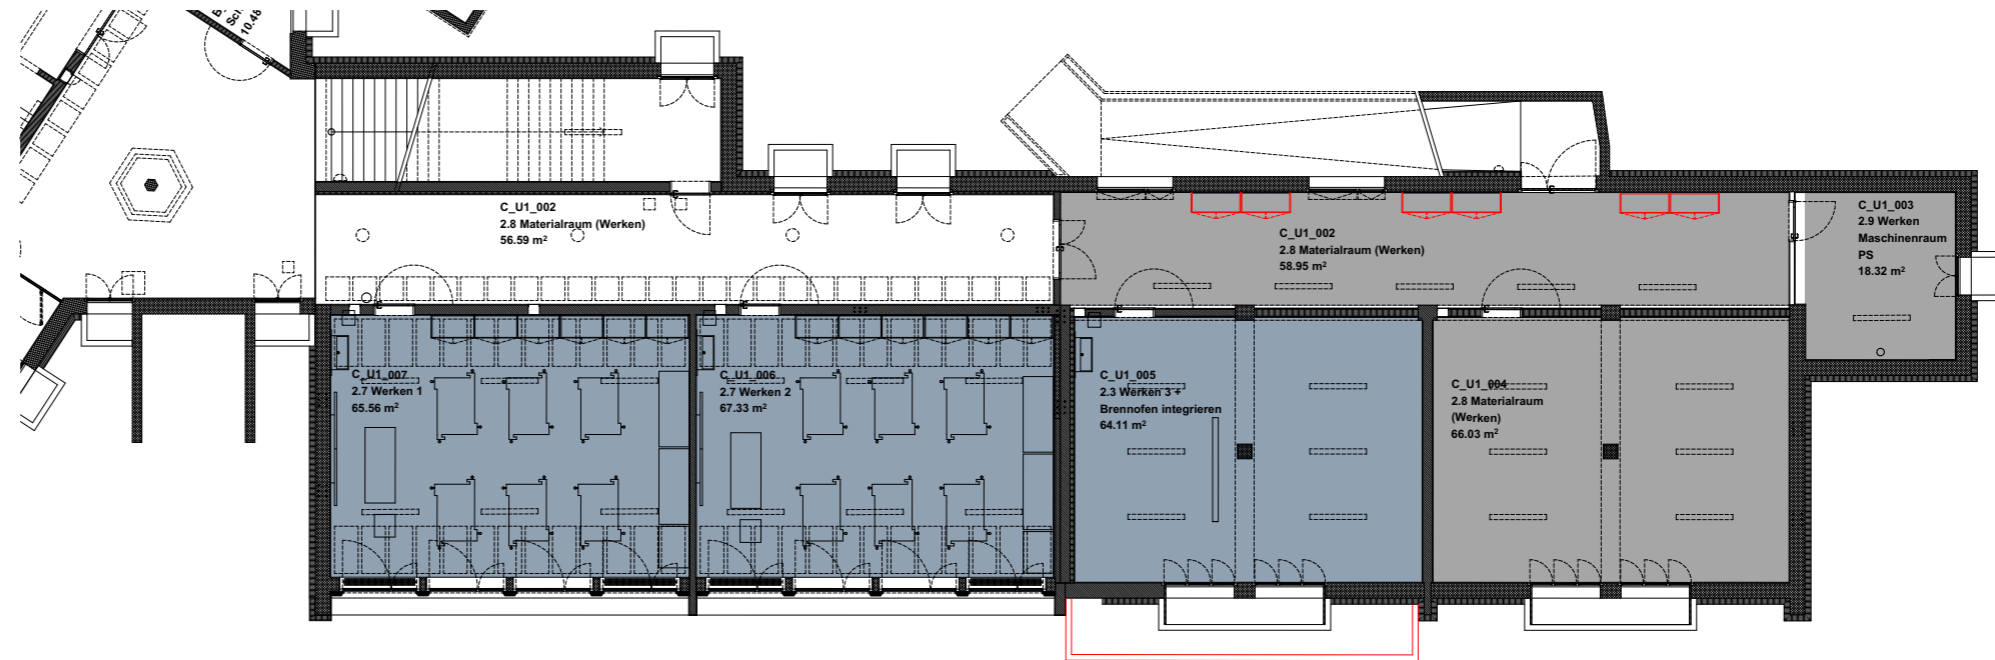 Sc
10.48
C_U1_002
2.8 Materialraum (Werken)
56.59 m²
C_U1_002
2.8 Materialraum (Werken)
58.95 m²
C_U1_003
2.9 Werken
Maschinenraum
PS
18.32 m²
C_U1_007
2.7 Werken 1
65.56 m²
C_U1_006
2.7 Werken 2
67.33 m²
C_U1_005
2.3 Werken 3 +
Brennofen integrieren
64.11 m²
C_U1_004
2.8 Materialraum
(Werken)
66.03 m²